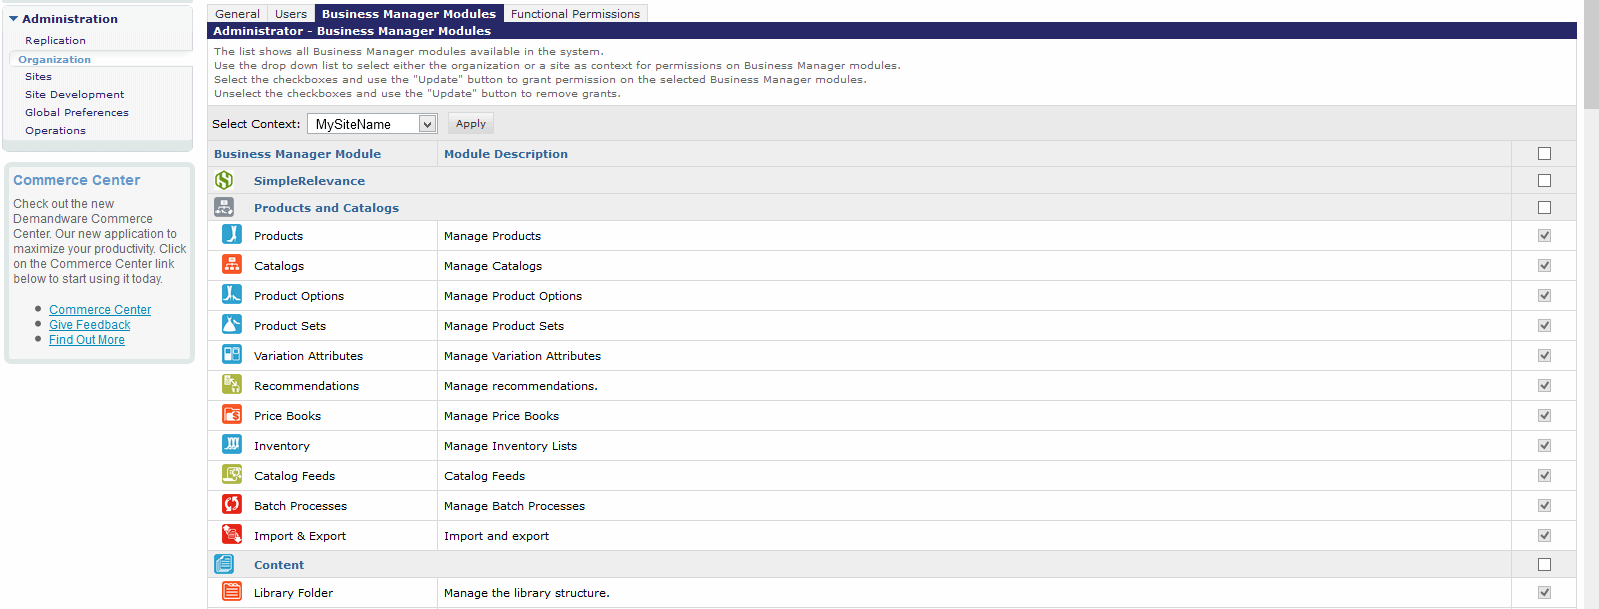 Administration
Replication
Organization
Sites
Site Development
Global Preferences
Operations
Commerce Center
Check out the new
Demandware Commerce
Center. Our new application to
maximize your productivity. Click
on the Commerce Center link
below to start using it today.
Commerce Center
Give Feedback
Find Out More
General Users Business Manager Modules Functional Permissions
Administrator - Business Manager Modules
The list shows all Business Manager modules available in the system.
Use the drop down list to select either the organization or a site as context for permissions on Business Manager modules.
Select the checkboxes and use the "Update" button to grant permission on the selected Business Manager modules.
Unselect the checkboxes and use the "Update" button to remove grants.
Select Context: MySiteName Apply
Business Manager Module Module Description
SimpleRelevance
Products and Catalogs
Products Manage Products
Catalogs Manage Catalogs
Product Options Manage Product Options
Product Sets Manage Product Sets
Variation Attributes Manage Variation Attributes
Recommendations Manage recommendations.
Price Books Manage Price Books
Inventory Manage Inventory Lists
Catalog Feeds Catalog Feeds
Batch Processes Manage Batch Processes
Import & Export Import and export
Content
Library Folder Manage the library structure.